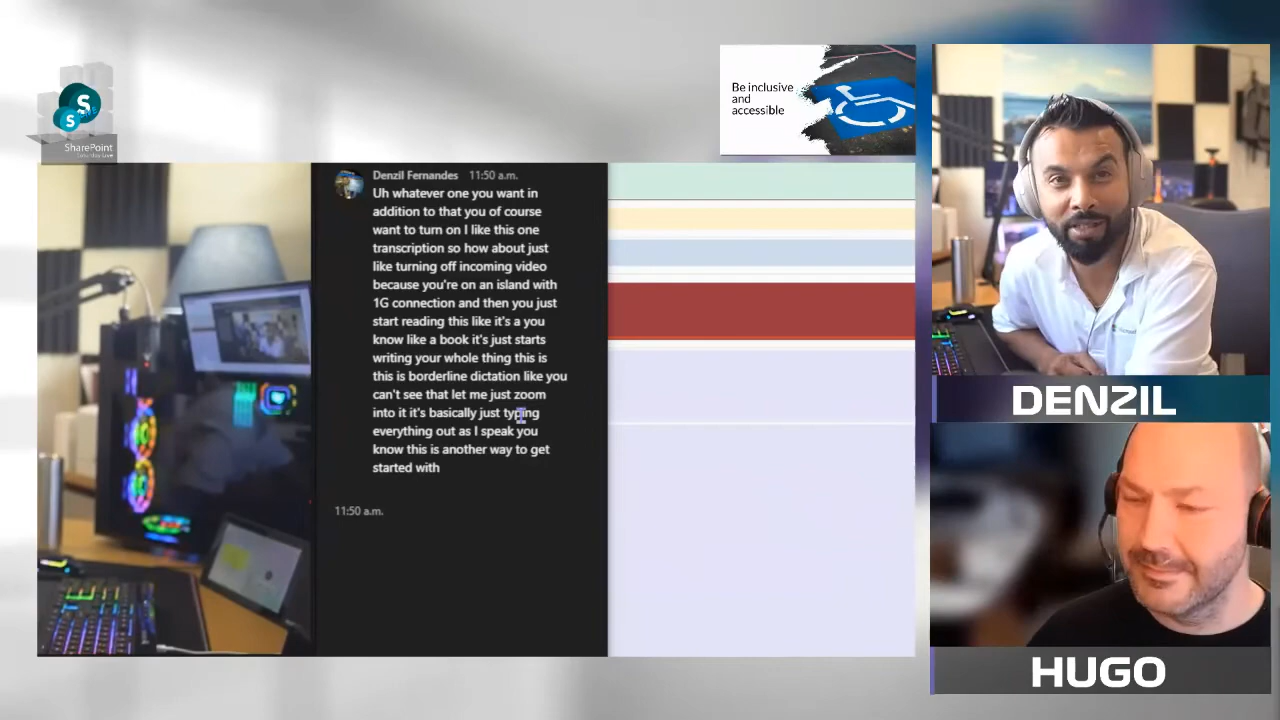 SharePoint
Saturday Live
Be inclusive
and
accessible
Denzil Fernandes 11:50 a.m.
Uh whatever one you want in
addition to that you of course
want to turn on I like this one
transcription so how about just
like turning off incoming video
because you're on an island with
1G connection and then you just
start reading this like it's a you
know like a book it's just starts
writing your whole thing this is
this is borderline dictation like you
can't see that let me just zoom
into it it's basically just typing
everything out as I speak you
know this is another way to get
started with
11:50 a.m.
DENZIL
HUGO